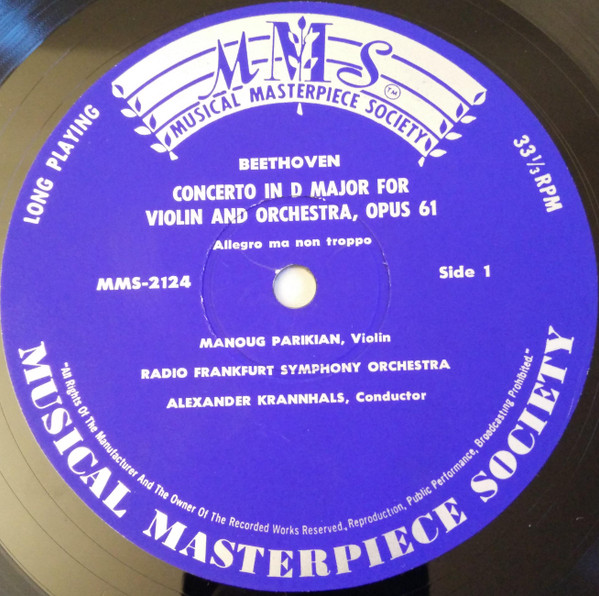 MMS
MUSICAL MASTERPIECE SOCIETY
TM
LONG PLAYING
33 1/3 RPM
BEETHOVEN
CONCERTO IN D MAJOR FOR
VIOLIN AND ORCHESTRA, OPUS 61
Allegro ma non troppo
MMS-2124
Side 1
MANOUG PARIKIAN, Violin
RADIO FRANKFURT SYMPHONY ORCHESTRA
ALEXANDER KRANNHALS, Conductor
"All Rights Of The Manufacturer And The Owner Of The Recorded Works Reserved., Reproduction, Public Performance, Broadcasting Prohibited."
MUSICAL MASTERPIECE SOCIETY